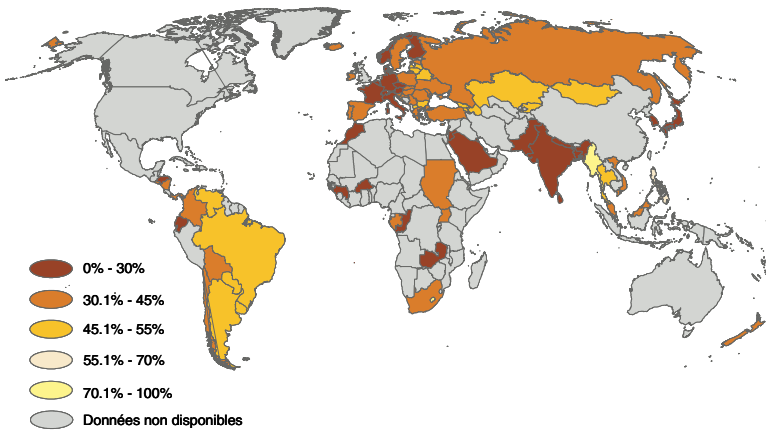 0% - 30%
30.1% - 45%
45.1% - 55%
55.1% - 70%
70.1% - 100%
Données non disponibles